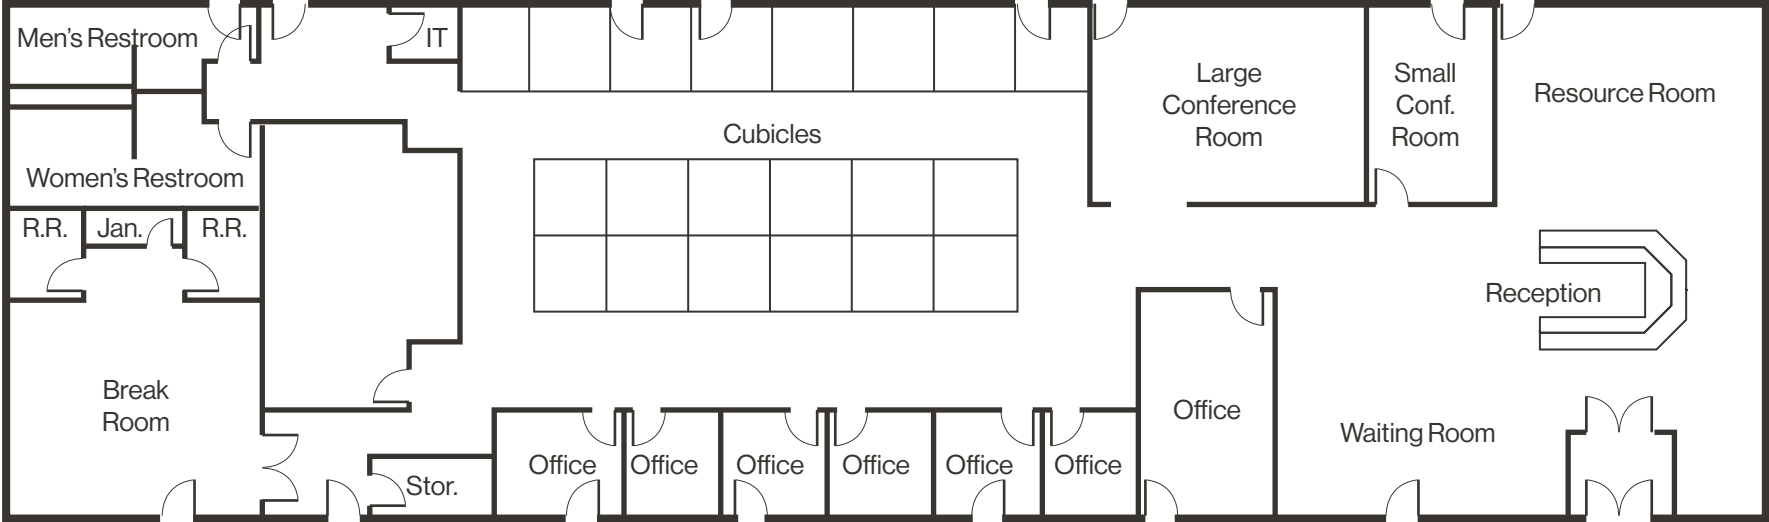 Men's Restroom
IT
Large
Conference
Room
Small
Conf.
Room
Resource Room
Cubicles
Women's Restroom
R.R.
Jan.
R.R.
Reception
Break
Room
Office
Waiting Room
Office
Office
Office
Office
Office
Office
Stor.